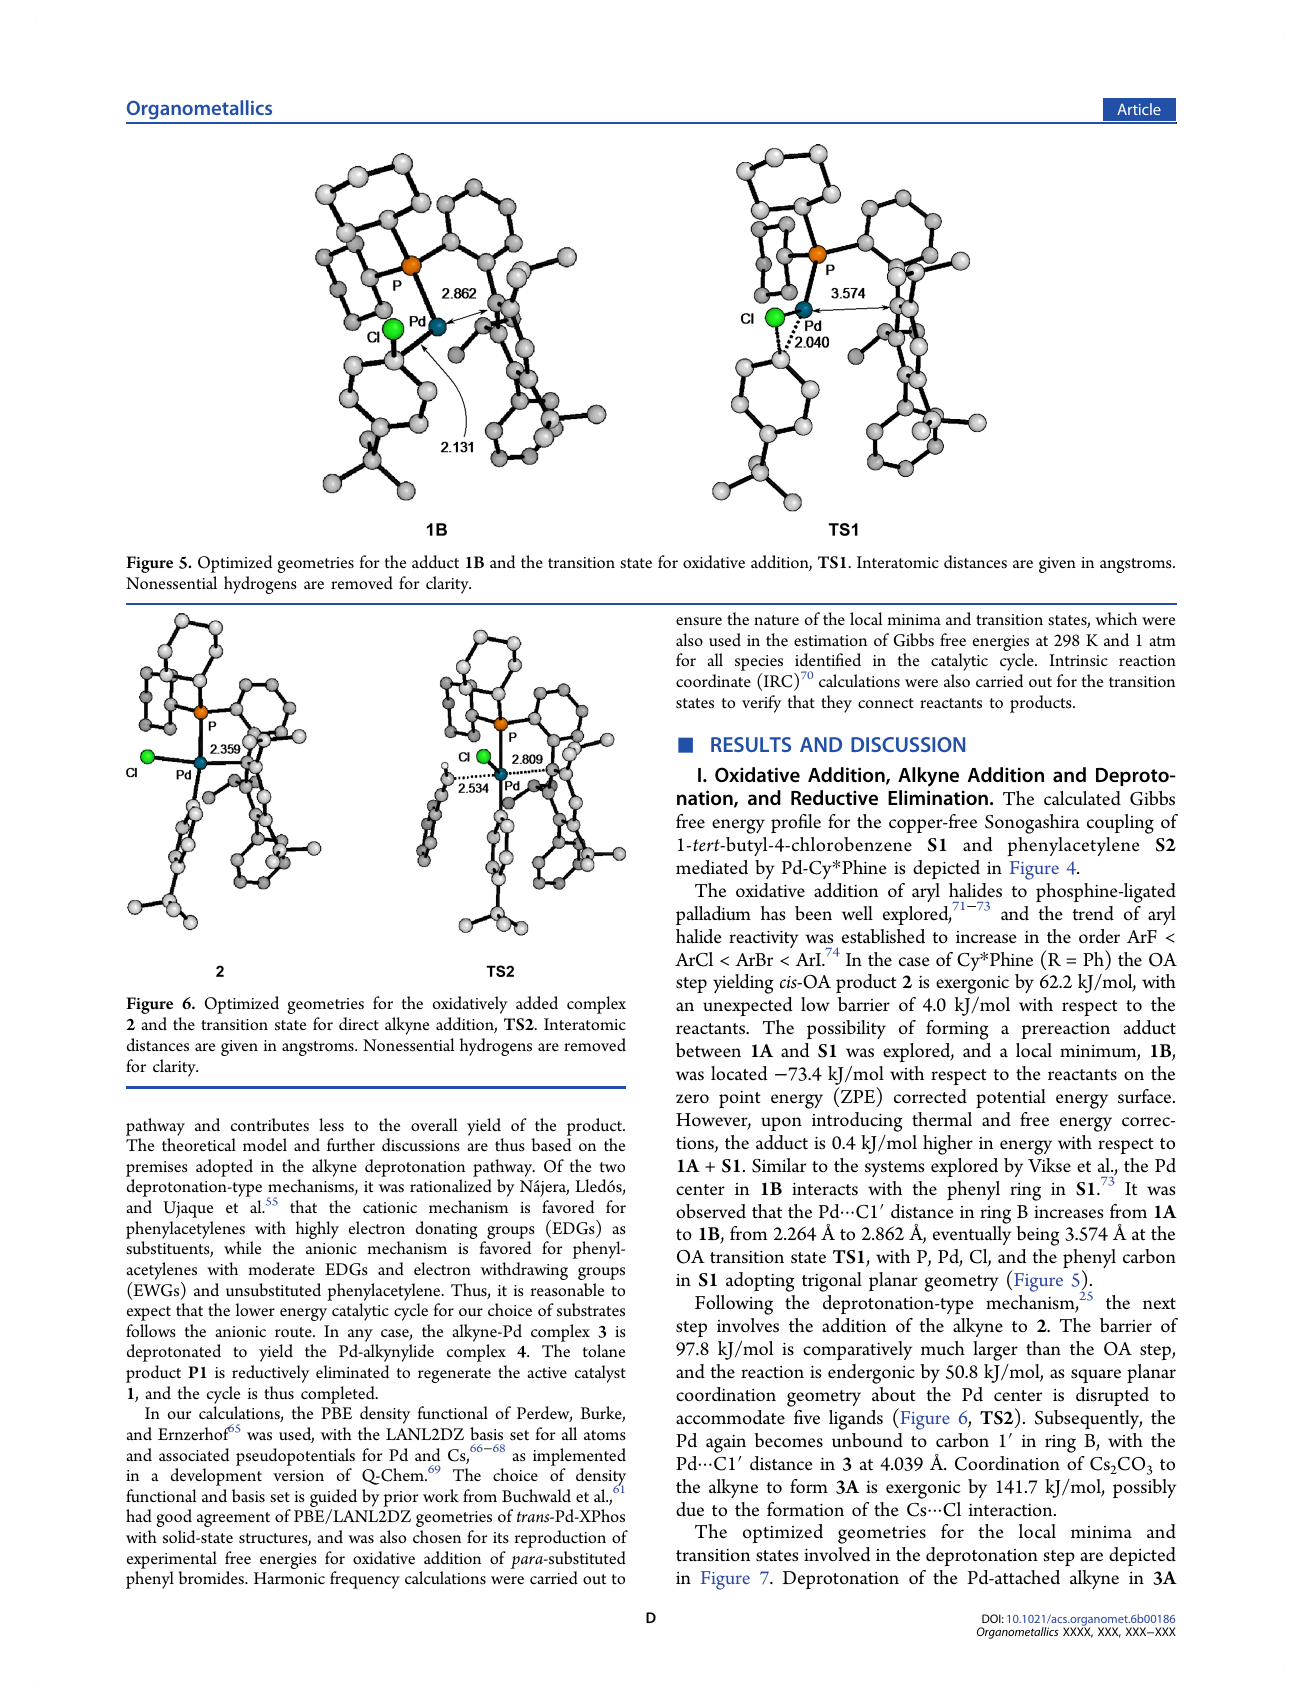 Organometallics
Article
P
2.862
Pd
Cl
2.131
1B
P
3.574
Cl
Pd
2.040
TS1
Figure 5. Optimized geometries for the adduct 1B and the transition state for oxidative addition, TS1. Interatomic distances are given in angstroms.
Nonessential hydrogens are removed for clarity.
P
2.359
Cl
Pd
2
P
Cl
2.809
2.534
Pd
TS2
Figure 6. Optimized geometries for the oxidatively added complex
2 and the transition state for direct alkyne addition, TS2. Interatomic
distances are given in angstroms. Nonessential hydrogens are removed
for clarity.
pathway and contributes less to the overall yield of the product.
The theoretical model and further discussions are thus based on the
premises adopted in the alkyne deprotonation pathway. Of the two
deprotonation-type mechanisms, it was rationalized by Nájera, Lledós,
and Ujaque et al.55 that the cationic mechanism is favored for
phenylacetylenes with highly electron donating groups (EDGs) as
substituents, while the anionic mechanism is favored for phenyl-
acetylenes with moderate EDGs and electron withdrawing groups
(EWGs) and unsubstituted phenylacetylene. Thus, it is reasonable to
expect that the lower energy catalytic cycle for our choice of substrates
follows the anionic route. In any case, the alkyne-Pd complex 3 is
deprotonated to yield the Pd-alkynylide complex 4. The tolane
product P1 is reductively eliminated to regenerate the active catalyst
1, and the cycle is thus completed.
In our calculations, the PBE density functional of Perdew, Burke,
and Ernzerhof65 was used, with the LANL2DZ basis set for all atoms
and associated pseudopotentials for Pd and Cs,66−68 as implemented
in a development version of Q-Chem.69 The choice of density
functional and basis set is guided by prior work from Buchwald et al.,61
had good agreement of PBE/LANL2DZ geometries of trans-Pd-XPhos
with solid-state structures, and was also chosen for its reproduction of
experimental free energies for oxidative addition of para-substituted
phenyl bromides. Harmonic frequency calculations were carried out to
ensure the nature of the local minima and transition states, which were
also used in the estimation of Gibbs free energies at 298 K and 1 atm
for all species identified in the catalytic cycle. Intrinsic reaction
coordinate (IRC)70 calculations were also carried out for the transition
states to verify that they connect reactants to products.
■ RESULTS AND DISCUSSION
I. Oxidative Addition, Alkyne Addition and Deproto-
nation, and Reductive Elimination. The calculated Gibbs
free energy profile for the copper-free Sonogashira coupling of
1-tert-butyl-4-chlorobenzene S1 and phenylacetylene S2
mediated by Pd-Cy*Phine is depicted in Figure 4.
The oxidative addition of aryl halides to phosphine-ligated
palladium has been well explored,71−73 and the trend of aryl
halide reactivity was established to increase in the order ArF <
ArCl < ArBr < ArI.74 In the case of Cy*Phine (R = Ph) the OA
step yielding cis-OA product 2 is exergonic by 62.2 kJ/mol, with
an unexpected low barrier of 4.0 kJ/mol with respect to the
reactants. The possibility of forming a prereaction adduct
between 1A and S1 was explored, and a local minimum, 1B,
was located −73.4 kJ/mol with respect to the reactants on the
zero point energy (ZPE) corrected potential energy surface.
However, upon introducing thermal and free energy correc-
tions, the adduct is 0.4 kJ/mol higher in energy with respect to
1A + S1. Similar to the systems explored by Vikse et al., the Pd
center in 1B interacts with the phenyl ring in S1.73 It was
observed that the Pd···C1′ distance in ring B increases from 1A
to 1B, from 2.264 Å to 2.862 Å, eventually being 3.574 Å at the
OA transition state TS1, with P, Pd, Cl, and the phenyl carbon
in S1 adopting trigonal planar geometry (Figure 5).
Following the deprotonation-type mechanism,25 the next
step involves the addition of the alkyne to 2. The barrier of
97.8 kJ/mol is comparatively much larger than the OA step,
and the reaction is endergonic by 50.8 kJ/mol, as square planar
coordination geometry about the Pd center is disrupted to
accommodate five ligands (Figure 6, TS2). Subsequently, the
Pd again becomes unbound to carbon 1′ in ring B, with the
Pd···C1′ distance in 3 at 4.039 Å. Coordination of Cs2CO3 to
the alkyne to form 3A is exergonic by 141.7 kJ/mol, possibly
due to the formation of the Cs···Cl interaction.
The optimized geometries for the local minima and
transition states involved in the deprotonation step are depicted
in Figure 7. Deprotonation of the Pd-attached alkyne in 3A
D
DOI: 10.1021/acs.organomet.6b00186
Organometallics XXXX, XXX, XXX−XXX